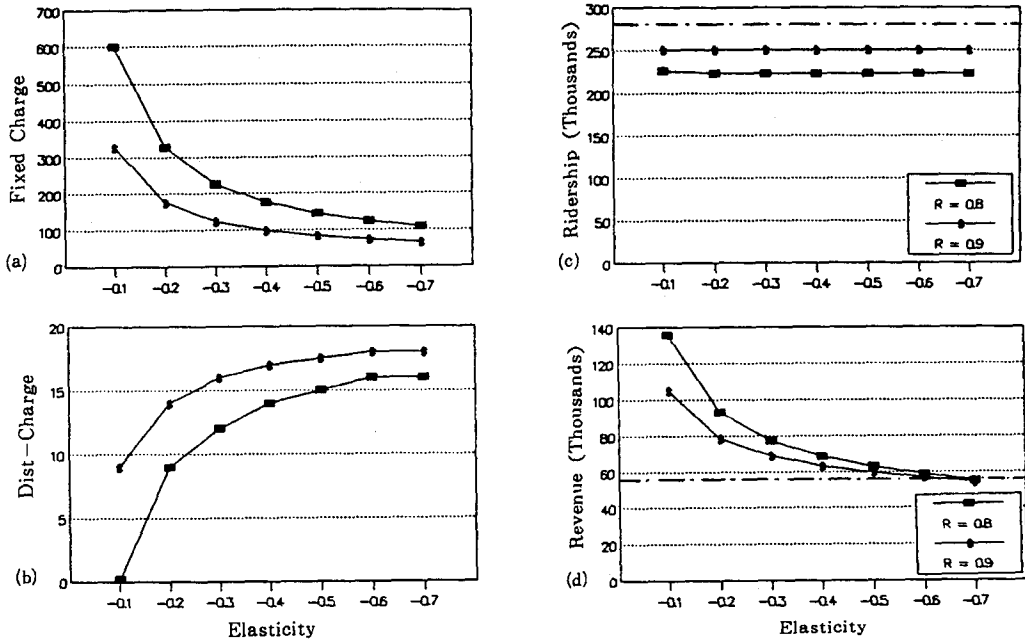 700
600
500
400
300
200
100
0
Fixed Charge
(a)
-0.1 -0.2 -0.3 -0.4 -0.5 -0.6 -0.7
20
15
10
5
0
Dist-Charge
(b)
-0.1 -0.2 -0.3 -0.4 -0.5 -0.6 -0.7
Elasticity
300
250
200
150
100
50
0
Ridership (Thousands)
(c)
R = 0.8
R = 0.9
-0.1 -0.2 -0.3 -0.4 -0.5 -0.6 -0.7
140
120
100
80
60
40
20
0
Revenue (Thousands)
(d)
R = 0.8
R = 0.9
-0.1 -0.2 -0.3 -0.4 -0.5 -0.6 -0.7
Elasticity